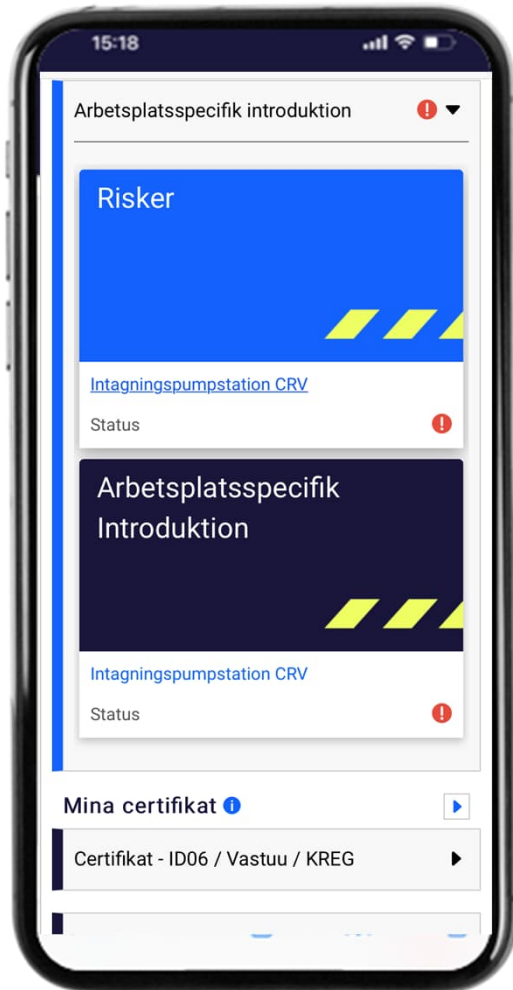 15:18
Arbetsplatsspecifik introduktion
Risker
Intagningspumpstation CRV
Status
Arbetsplatsspecifik
Introduktion
Intagningspumpstation CRV
Status
Mina certifikat
Certifikat - ID06 / Vastuu / KREG